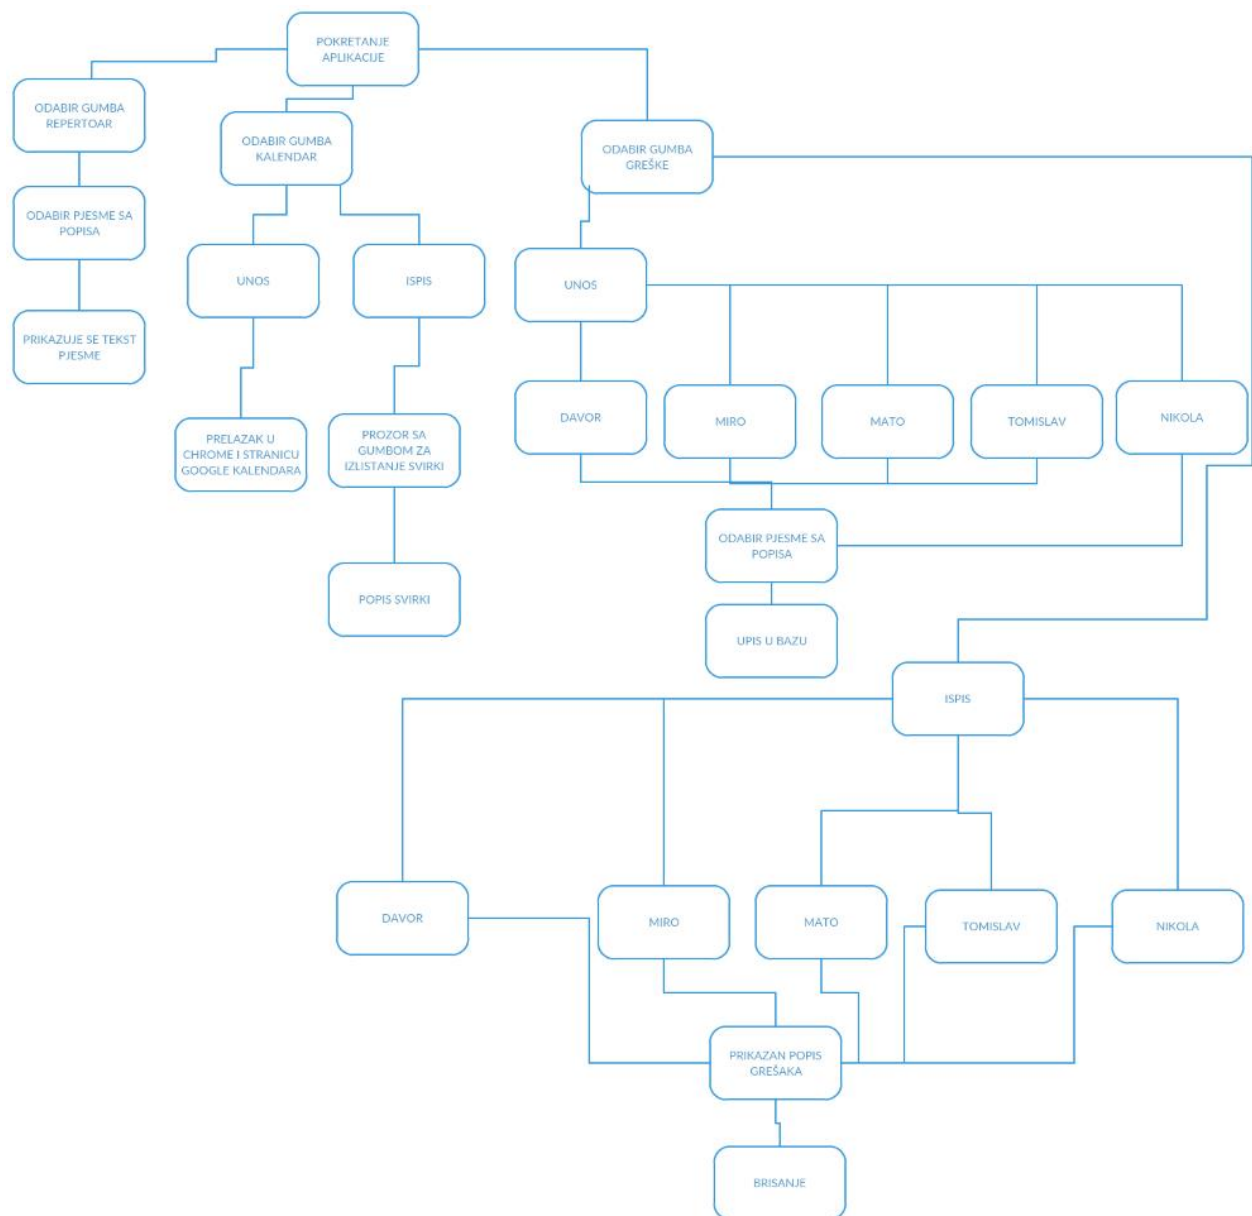 POKRETANJE
APLIKACIJE
ODABIR GUMBA
REPERTOAR
ODABIR GUMBA
KALENDAR
ODABIR GUMBA
GREŠKE
ODABIR PJESME SA
POPISA
UNOS
ISPIS
UNOS
PRIKAZUJE SE TEKST
PJESME
DAVOR
MIRO
MATO
TOMISLAV
NIKOLA
PRELAZAK U
CHROME I STRANICU
GOOGLE KALENDARA
PROZOR SA
GUMBOM ZA
IZLISTANJE SVIRKI
ODABIR PJESME SA
POPISA
POPIS SVIRKI
UPIS U BAZU
ISPIS
DAVOR
MIRO
MATO
TOMISLAV
NIKOLA
PRIKAZAN POPIS
GREŠAKA
BRISANJE